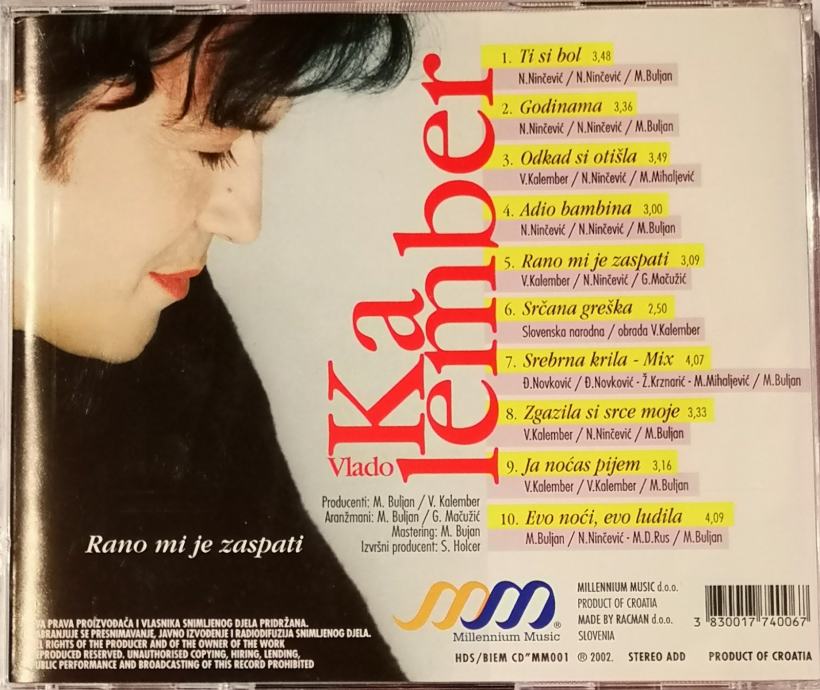 1. Ti si bol 3,48
N.Ninčević / N.Ninčević / M.Buljan
2. Godinama 3,36
N.Ninčević / N.Ninčević / M.Buljan
3. Odkad si otišla 3,49
V.Kalember / N.Ninčević / M.Mihaljević
4. Adio bambina 3,00
N.Ninčević / N.Ninčević / M.Buljan
5. Rano mi je zaspati 3,09
V.Kalember / N.Ninčević / G.Mačužić
6. Srčana greška 2,50
Slovenska narodna / obrada V.Kalember
7. Srebrna krila - Mix 4,07
Đ.Novković / Đ.Novković - Ž.Krznarić - M.Mihaljević / M.Buljan
8. Zgazila si srce moje 3,33
V.Kalember / N.Ninčević / M.Buljan
9. Ja noćas pijem 3,16
V.Kalember / V.Kalember / M.Buljan
10. Evo noći, evo ludila 4,09
M.Buljan / N.Ninčević - M.D.Rus / M.Buljan
Vlado
Ka
lember
Producenti: M. Buljan / V. Kalember
Aranžmani: M. Buljan / G. Mačužić
Mastering: M. Bujan
Izvršni producent: S. Holcer
Rano mi je zaspati
PRAVA PROIZVOĐAČA I VLASNIKA SNIMLJENOG DJELA PRIDRŽANA.
SE PRESNIMAVANJE, JAVNO IZVOĐENJE I RADIODIFUZIJA SNIMLJENOG DJELA.
RIGHTS OF THE PRODUCER AND OF THE OWNER OF THE WORK
RESERVED. UNAUTHORISED COPYING, HIRING, LENDING,
PERFORMANCE AND BROADCASTING OF THIS RECORD PROHIBITED
Millennium Music
®
MILLENNIUM MUSIC d.o.o.
PRODUCT OF CROATIA
MADE BY RACMAN d.o.o.
SLOVENIA
3 830017 740067
HDS/BIEM CD"MM001 ℗ 2002. STEREO ADD PRODUCT OF CROATIA